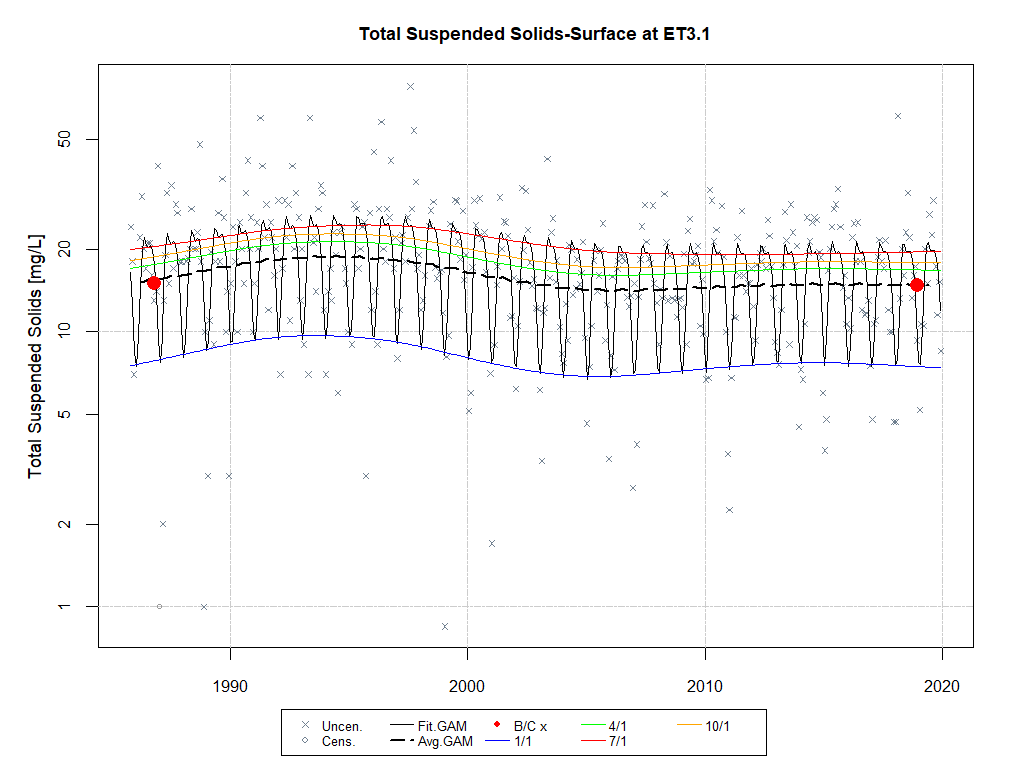 Total Suspended Solids-Surface at ET3.1
Total Suspended Solids [mg/L]
50
20
10
5
2
1
1990 2000 2010 2020
Uncen. Fit.GAM B/C x 4/1 10/1
Cens. Avg.GAM 1/1 7/1